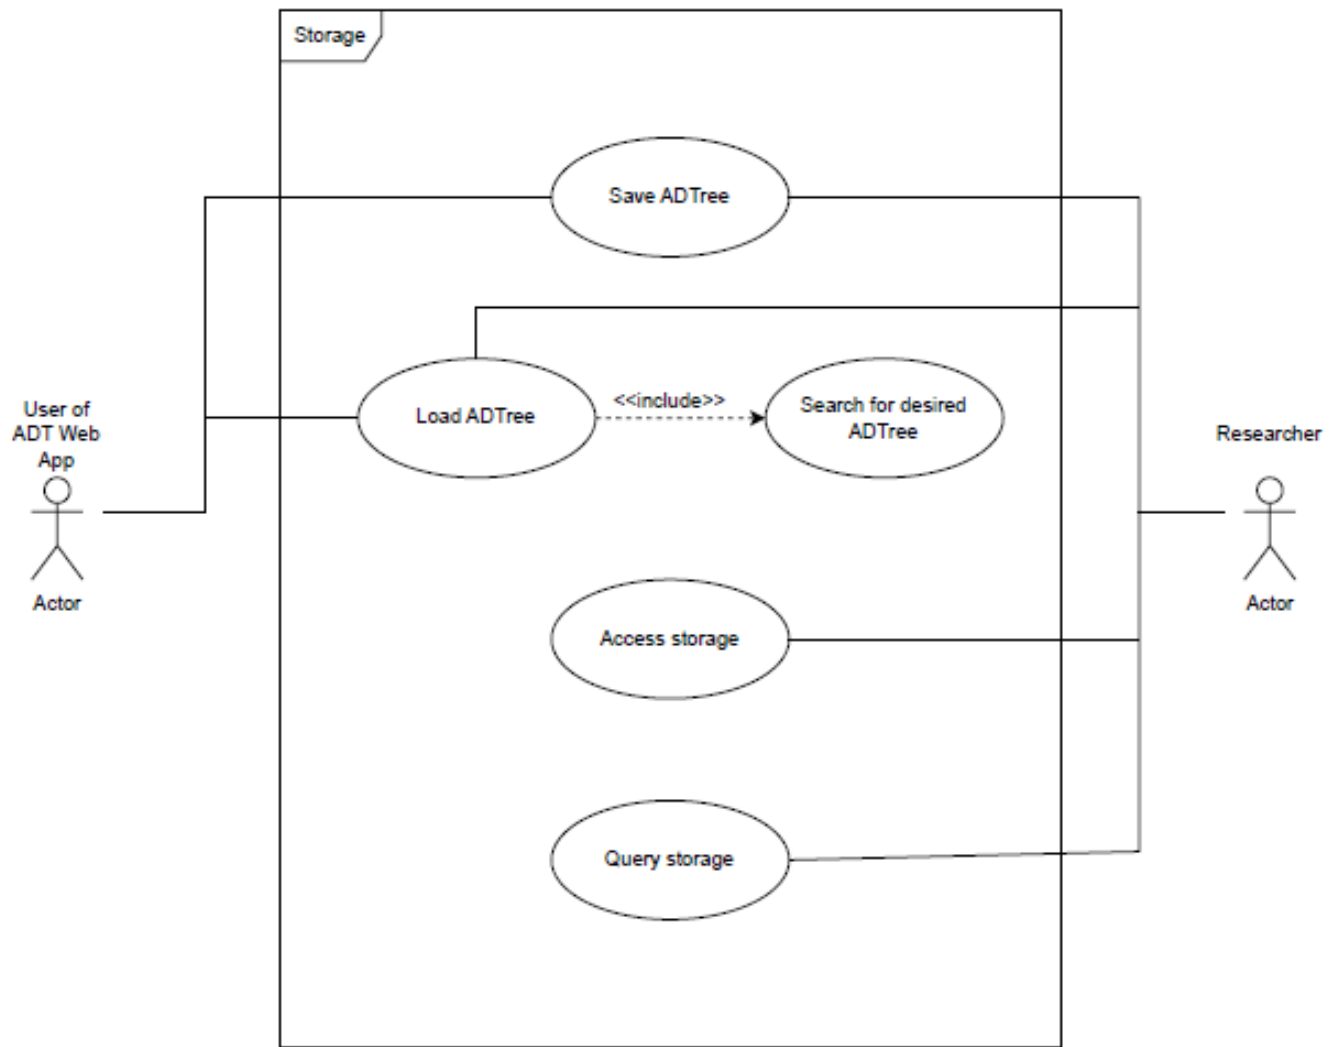 Storage
Save ADTree
Load ADTree
<<include>>
Search for desired
ADTree
User of
ADT Web
App
Actor
Researcher
Actor
Access storage
Query storage